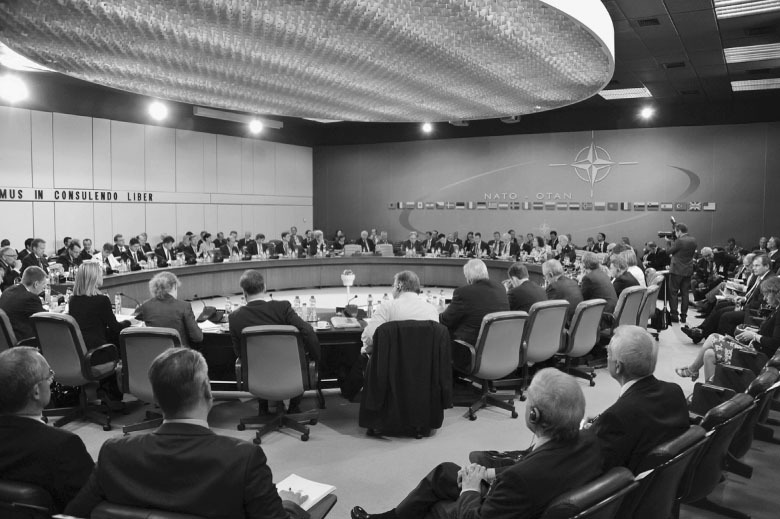 MUS IN CONSULENDO LIBER
NATO - OTAN